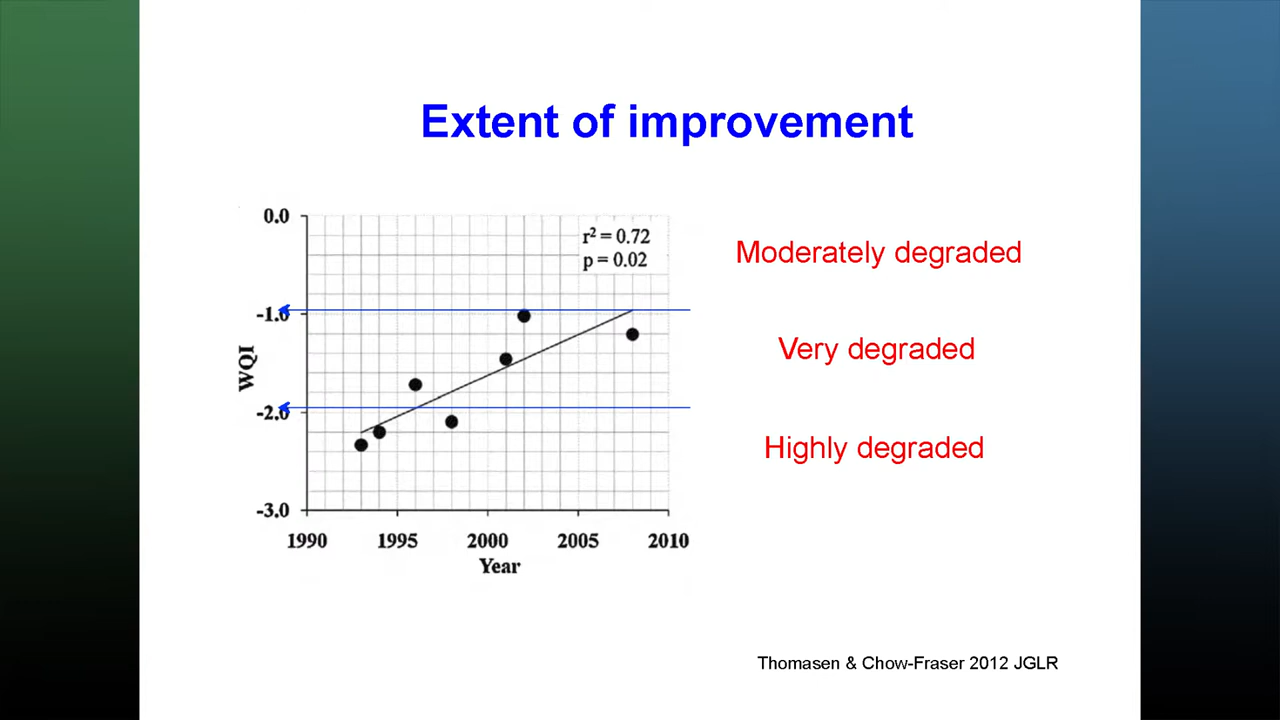 Extent of improvement
0.0
r² = 0.72
p = 0.02
Moderately degraded
-1.0
Very degraded
WQI
-2.0
Highly degraded
-3.0
1990 1995 2000 2005 2010
Year
Thomasen & Chow-Fraser 2012 JGLR